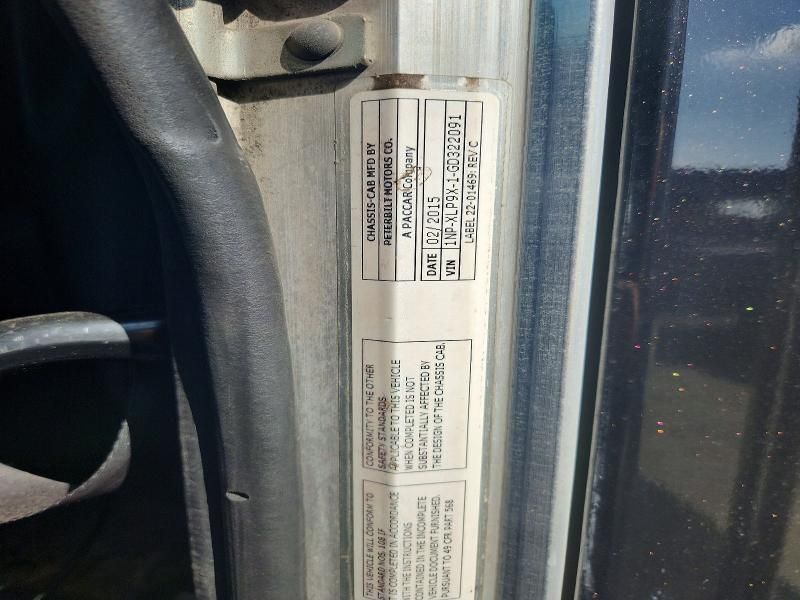 CHASSIS-CAB MFD BY
PETERBILT MOTORS CO.
A PACCAR Company
DATE 02/2015
VIN 1NP-XLP9X-1-GD322091
LABEL 22-01469: REV C
CONFORMITY TO THE OTHER
SAFETY STANDARDS
APPLICABLE TO THIS VEHICLE
WHEN COMPLETED IS NOT
SUBSTANTIALLY AFFECTED BY
THE DESIGN OF THE CHASSIS CAB.
THIS VEHICLE WILL CONFORM TO
STANDARD NOS. 108 IF
IT IS COMPLETED IN ACCORDANCE
WITH THE INSTRUCTIONS
CONTAINED IN THE INCOMPLETE
VEHICLE DOCUMENT FURNISHED.
PURSUANT TO 49 CFR. PART 568